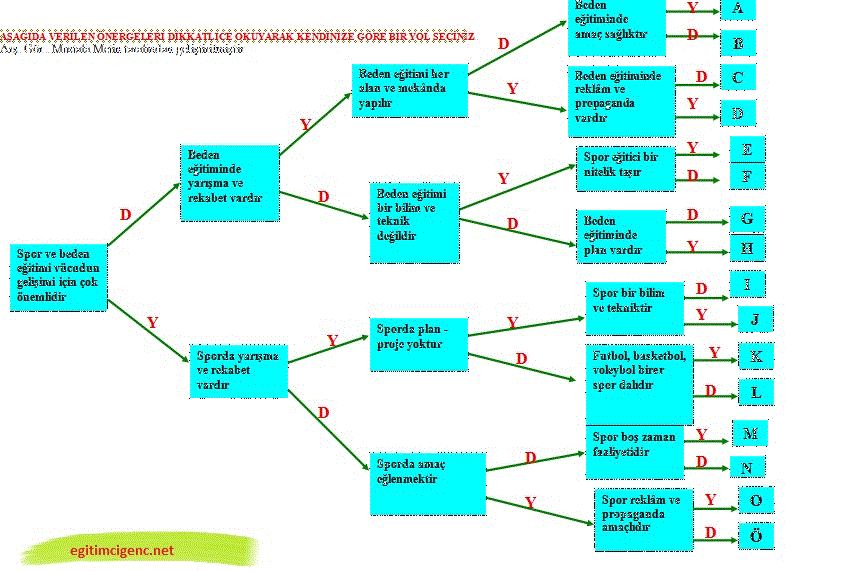 AŞAĞIDA VERİLEN ÖNERGELERİ DİKKATLİCE OKUYARAK KENDİNİZE GÖRE BİR YOL SEÇİNİZ
Arş. Gör. tarafından geliştirilmiştir
Spor ve beden
eğitimi vücudun
gelişimi için çok
önemlidir
D
Y
Beden
eğitiminde
yarışma ve
rekabet vardır
Y
D
Sporda yarışma
ve rekabet
vardır
Y
D
Beden eğitimi her
alan ve mekânda
yapılır
D
Y
Beden eğitimi
bir bilim ve
teknik
değildir
Y
D
Sporda plan -
proje yoktur
Y
D
Sporda amaç
eğlenmektir
D
Y
Beden
eğitiminde
amaç sağlıktır
Y
A
D
B
Beden eğitiminde
reklâm ve
propaganda
vardır
D
C
Y
D
Spor eğitici bir
nitelik taşır
Y
E
D
F
Beden
eğitiminde
plan vardır
D
G
Y
H
Spor bir bilim
ve tekniktir
D
I
Y
J
Futbol, basketbol,
voleybol birer
spor dalıdır
Y
K
D
L
Spor boş zaman
faaliyetidir
Y
M
D
N
Spor reklâm ve
propaganda
amaçlıdır
Y
O
D
Ö
egitimcigenc.net